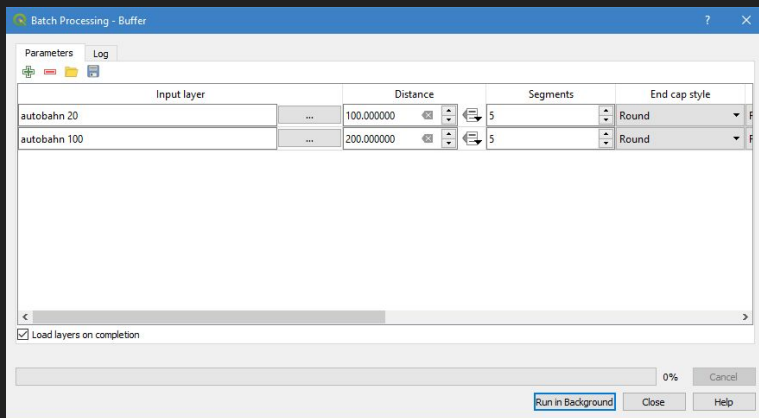 Batch Processing - Buffer
Parameters Log
Input layer Distance Segments End cap style
autobahn 20 ... 100.000000 5 Round
autobahn 100 ... 200.000000 5 Round
Load layers on completion
0% Cancel
Run in Background Close Help